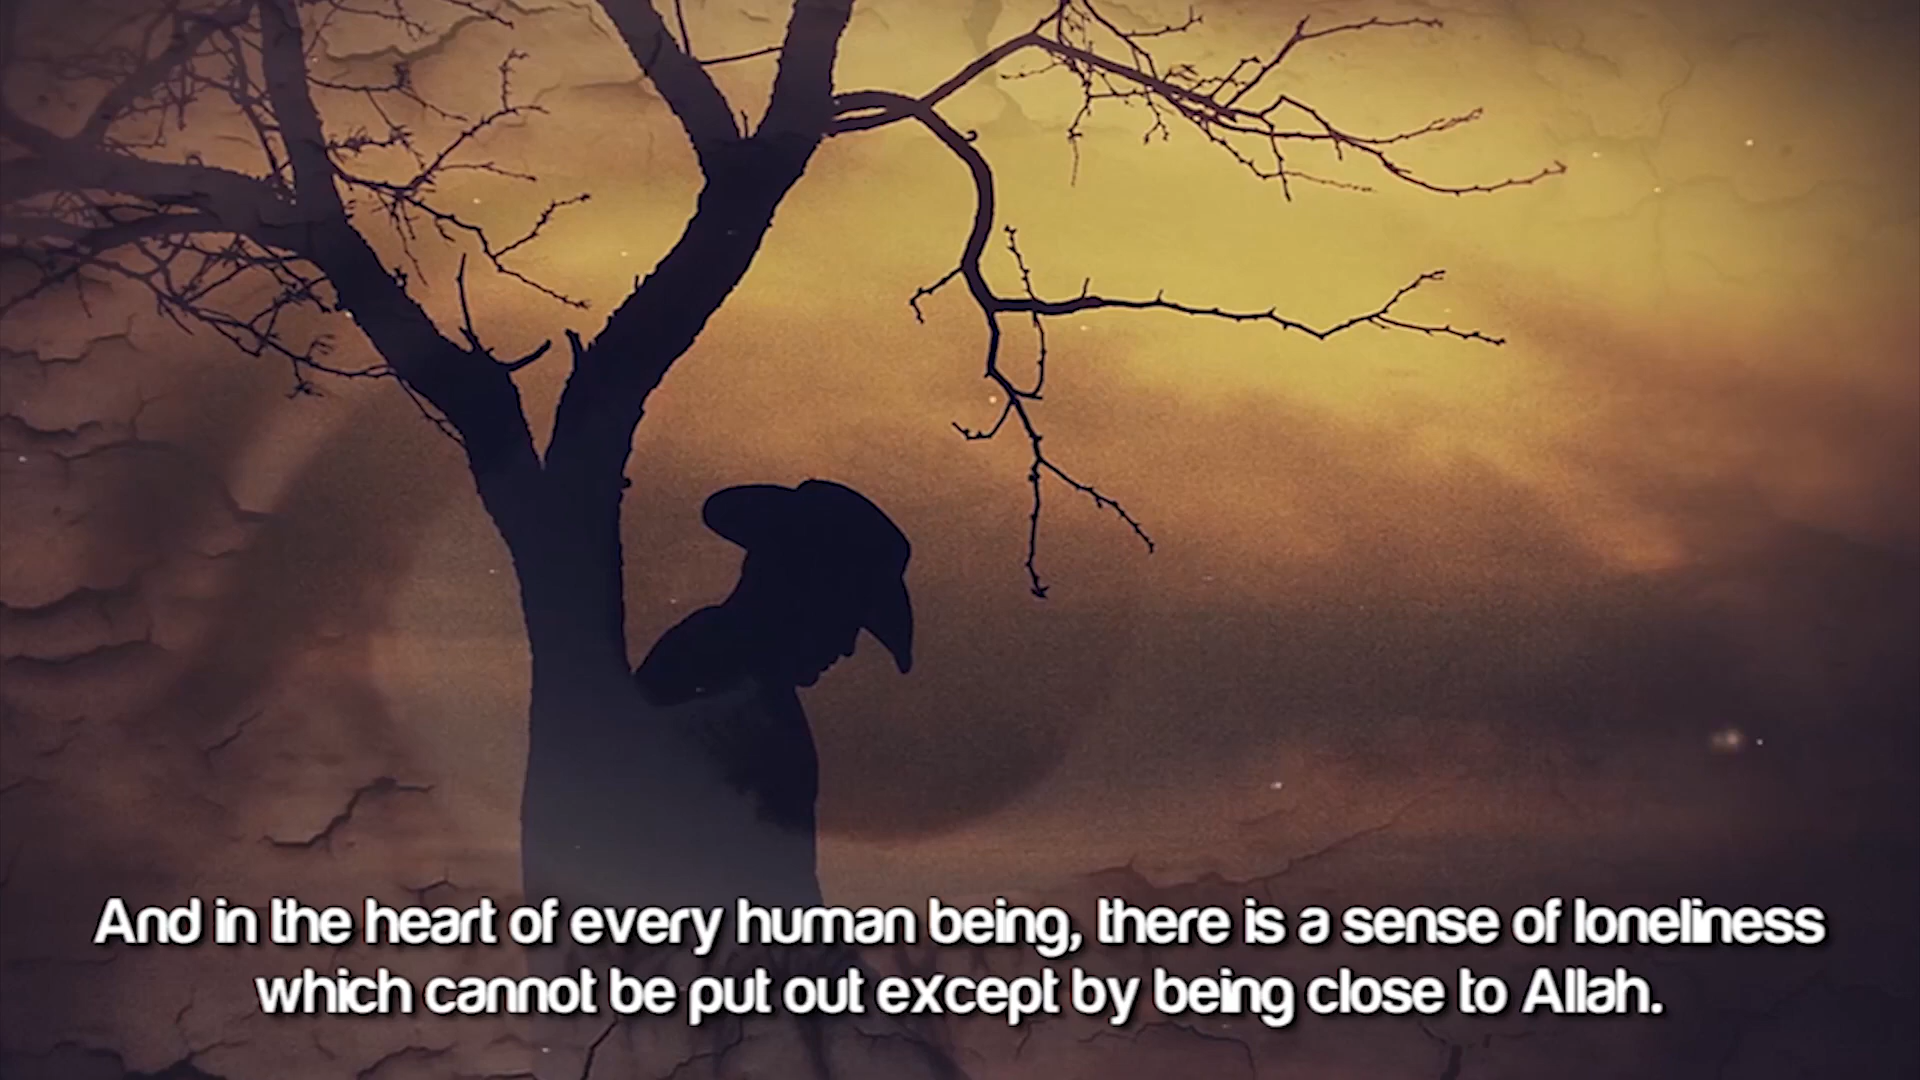 And in the heart of every human being, there is a sense of loneliness
which cannot be put out except by being close to Allah.